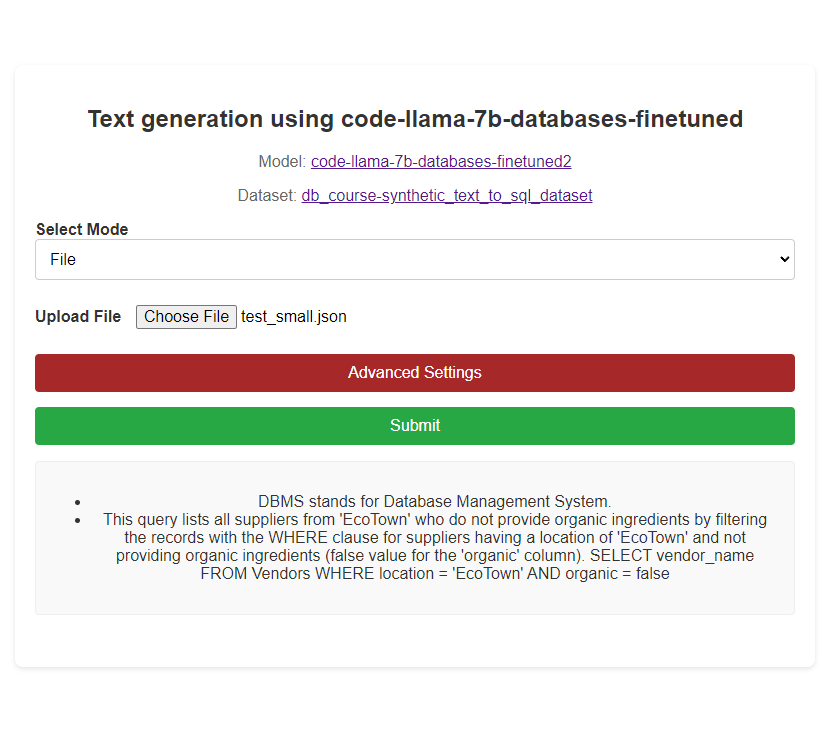 Text generation using code-llama-7b-databases-finetuned
Model: code-llama-7b-databases-finetuned2
Dataset: db_course-synthetic_text_to_sql_dataset
Select Mode
File
Upload File Choose File test_small.json
Advanced Settings
Submit
• DBMS stands for Database Management System.
• This query lists all suppliers from 'EcoTown' who do not provide organic ingredients by filtering
the records with the WHERE clause for suppliers having a location of 'EcoTown' and not
providing organic ingredients (false value for the 'organic' column). SELECT vendor_name
FROM Vendors WHERE location = 'EcoTown' AND organic = false